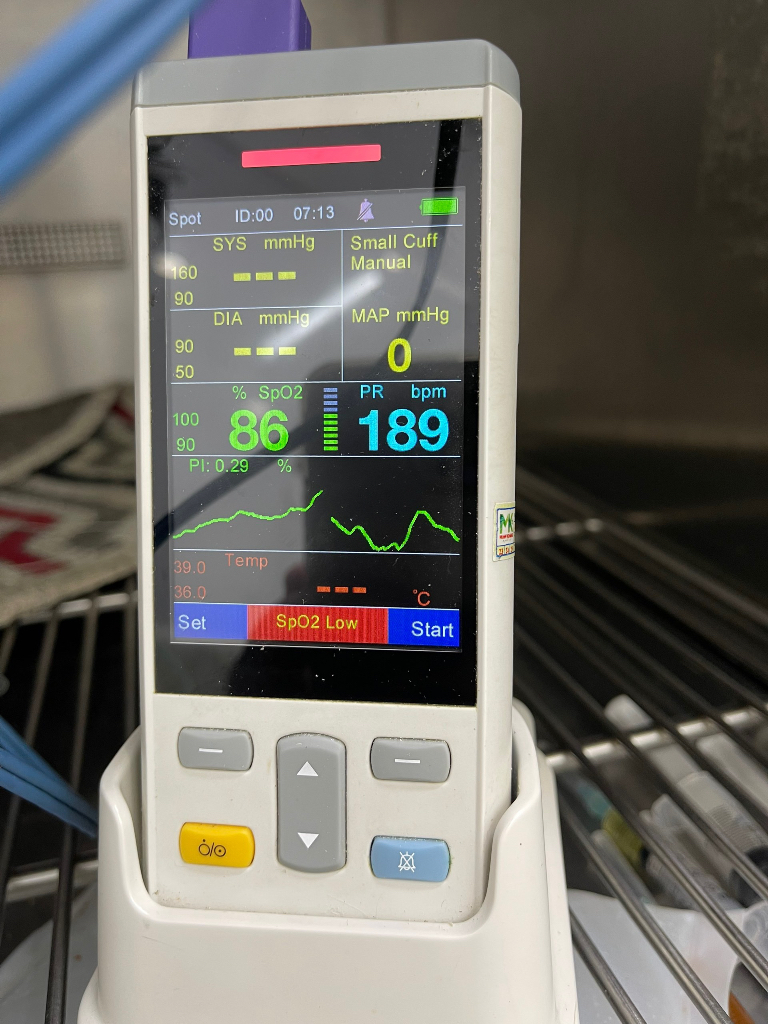 Spot ID:00 07:13
SYS mmHg
160
90
---
Small Cuff
Manual
DIA mmHg
90
50
---
MAP mmHg
0
% SpO2
100
90
86
PR bpm
189
PI: 0.29 %
39.0 Temp
36.0
---
°C
Set SpO2 Low Start